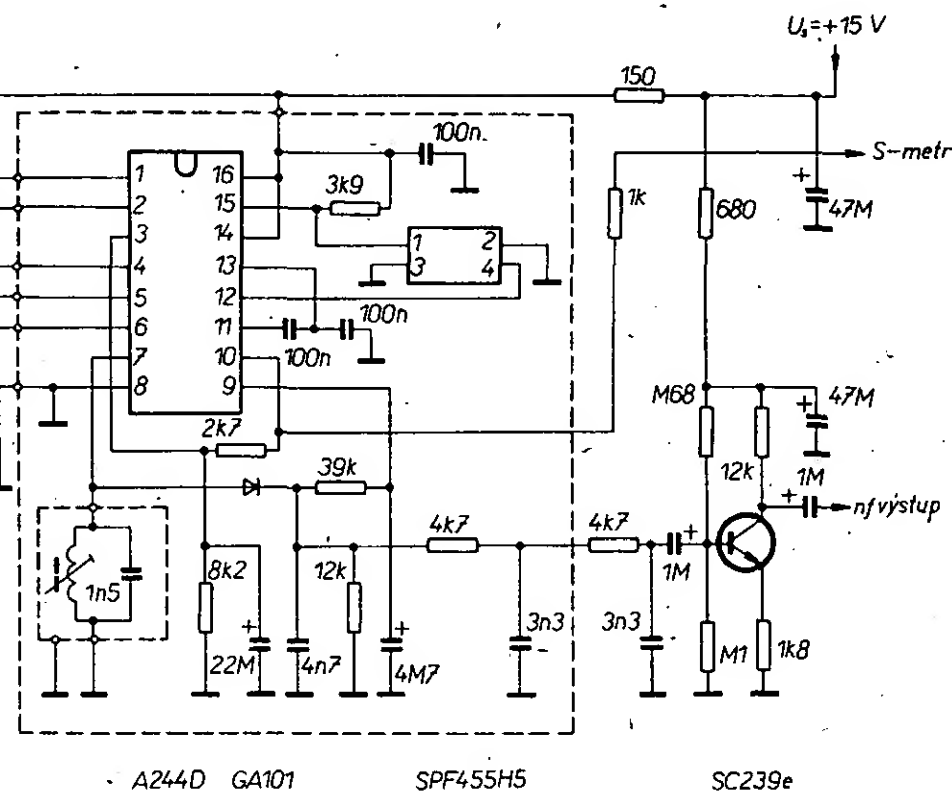 Us=+15 V
150
S-metr
100n
1k
680
+
47M
1
2
3
4
5
6
7
8
16
15
14
13
12
11
10
9
3k9
1
2
3
4
100n
100n
2k7
M68
12k
+
47M
1M
+
nf výstup
39k
4k7
4k7
+
1M
1n5
8k2
12k
3n3
3n3
+
22M
4n7
+
4M7
M1
1k8
A244D GA101 SPF455H5 SC239e